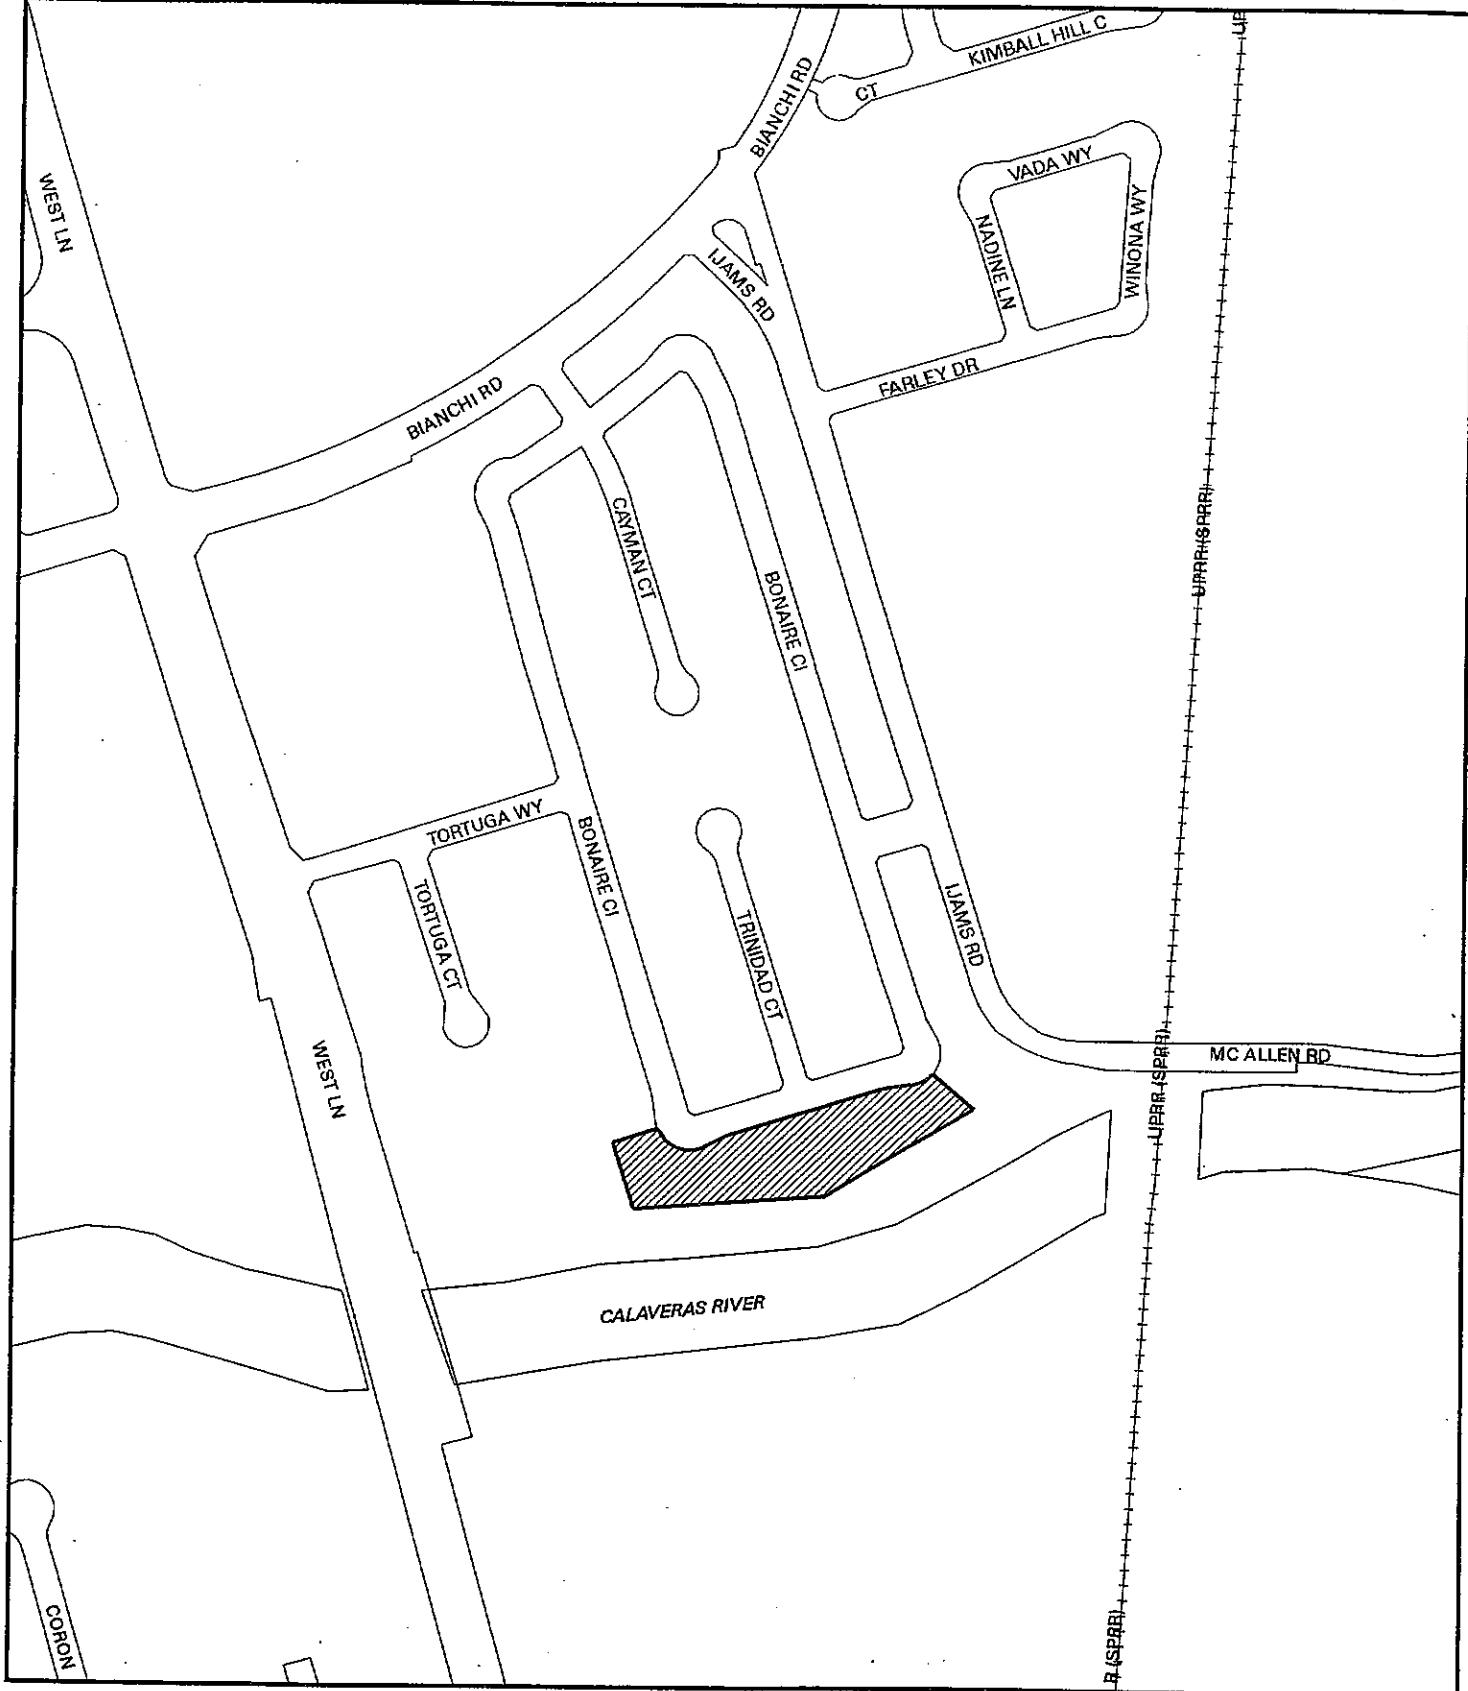 UP
KIMBALL HILL C
CT
BIANCHI RD
VADA WY
WEST LN
WINONA WY
NADINE LN
IJAMS RD
FARLEY DR
BIANCHI RD
UPRR (SPRR)
CAYMAN CT
BONAIRE CI
TORTUGA WY
BONAIRE CI
TORTUGA CT
IJAMS RD
TRINIDAD CT
WEST LN
MC ALLEN RD
UPRR (SPRR)
CALAVERAS RIVER
CORON
R (SPRR)